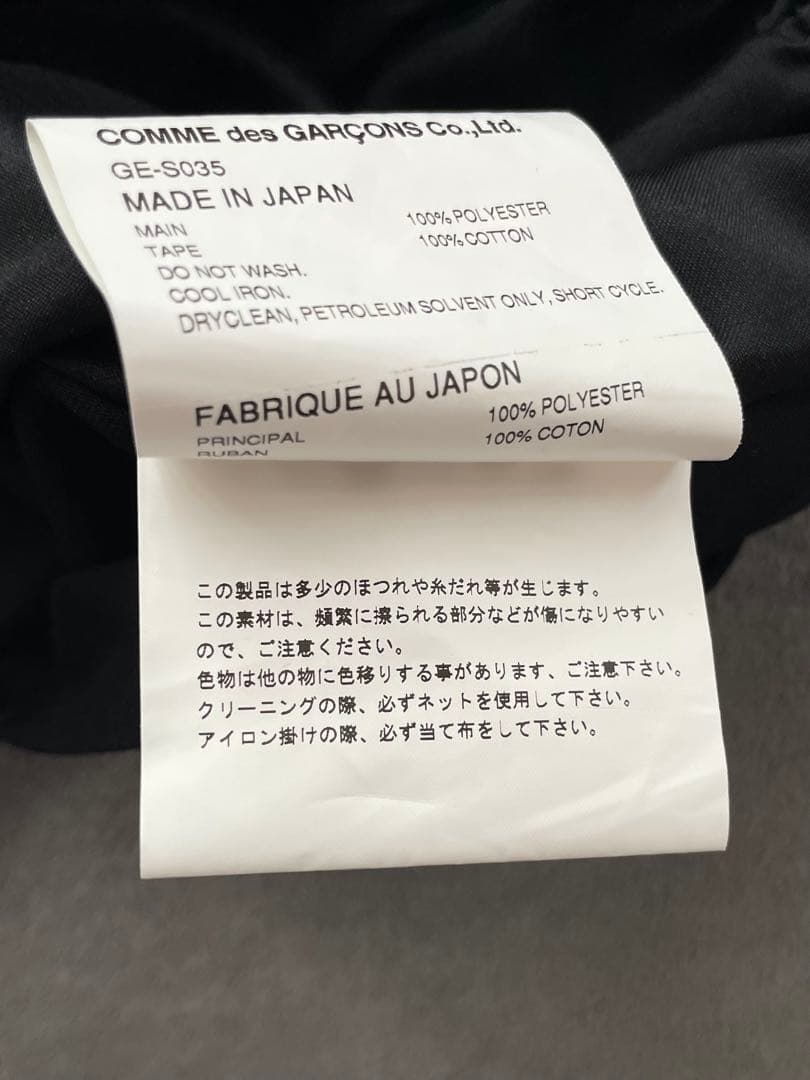 COMME des GARÇONS Co.,Ltd.
GE-S035
MADE IN JAPAN
MAIN 100% POLYESTER
TAPE 100% COTTON
DO NOT WASH.
COOL IRON.
DRYCLEAN, PETROLEUM SOLVENT ONLY, SHORT CYCLE.
FABRIQUE AU JAPON
PRINCIPAL 100% POLYESTER
RUBAN 100% COTON
この製品は多少のほつれや糸だれ等が生じます。
この素材は、頻繁に擦られる部分などが傷になりやすい
ので、ご注意ください。
色物は他の物に色移りする事があります、ご注意下さい。
クリーニングの際、必ずネットを使用して下さい。
アイロン掛けの際、必ず当て布をして下さい。